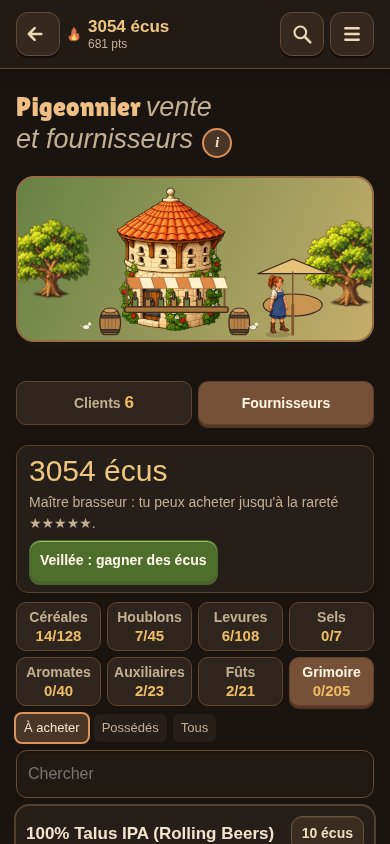 3054 écus
681 pts
Pigeonnier vente
et fournisseurs i
Clients 6
Fournisseurs
3054 écus
Maître brasseur : tu peux acheter jusqu'à la rareté
★★★★★.
Veillée : gagner des écus
Céréales
14/128
Houblons
7/45
Levures
6/108
Sels
0/7
Aromates
0/40
Auxiliaires
2/23
Fûts
2/21
Grimoire
0/205
À acheter
Possédés
Tous
Chercher
100% Talus IPA (Rolling Beers)
10 écus